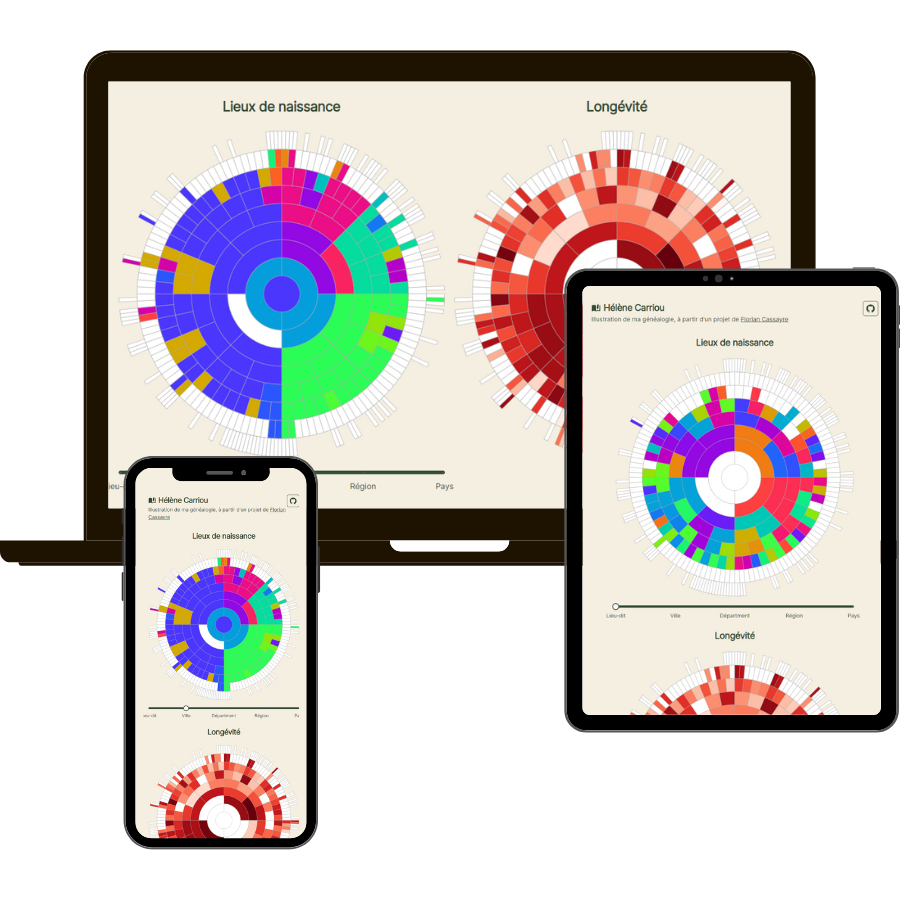 Lieux de naissance
Longévité
ieu-
Région
Pays
Hélène Carriou
Illustration de ma généalogie, à partir d'un projet de Florian Cassayre
Lieux de naissance
Lieu-dit
Ville
Département
Région
Pays
Longévité
Hélène Carriou
Illustration de ma généalogie, à partir d'un projet de Florian
Cassayre
Lieux de naissance
ieu-dit
Ville
Département
Région
Pa
Longévité